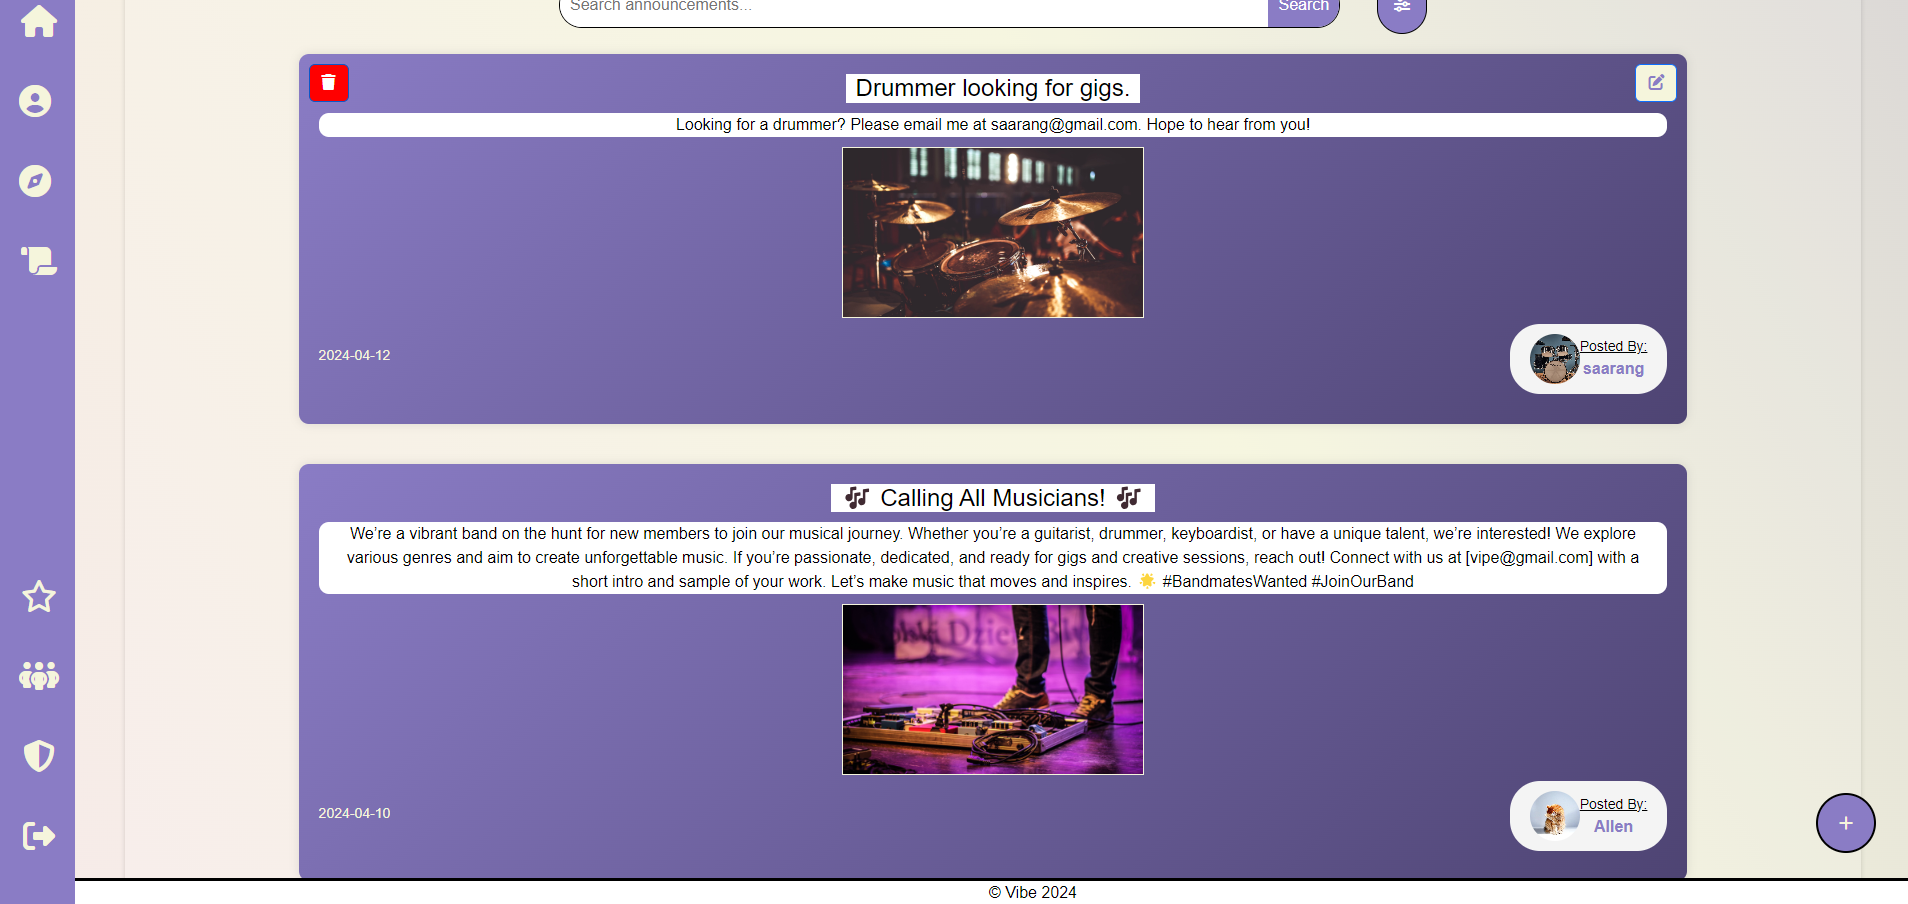 Search announcements...
Search
Drummer looking for gigs.
Looking for a drummer? Please email me at saarang@gmail.com. Hope to hear from you!
2024-04-12
Posted By:
saarang
🎶 Calling All Musicians! 🎶
We’re a vibrant band on the hunt for new members to join our musical journey. Whether you’re a guitarist, drummer, keyboardist, or have a unique talent, we’re interested! We explore
various genres and aim to create unforgettable music. If you’re passionate, dedicated, and ready for gigs and creative sessions, reach out! Connect with us at [vipe@gmail.com] with a
short intro and sample of your work. Let’s make music that moves and inspires. 🌟 #BandmatesWanted #JoinOurBand
2024-04-10
Posted By:
Allen
+
© Vibe 2024